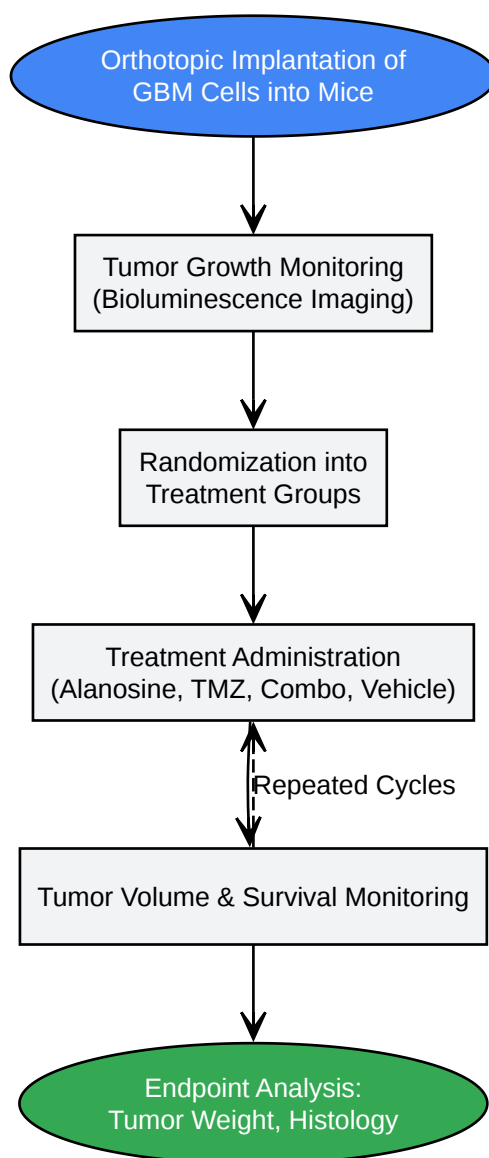 Orthotopic Implantation of
GBM Cells into Mice
Tumor Growth Monitoring
(Bioluminescence Imaging)
Randomization into
Treatment Groups
Treatment Administration
(Alanosine, TMZ, Combo, Vehicle)
Repeated Cycles
Tumor Volume & Survival Monitoring
Endpoint Analysis:
Tumor Weight, Histology